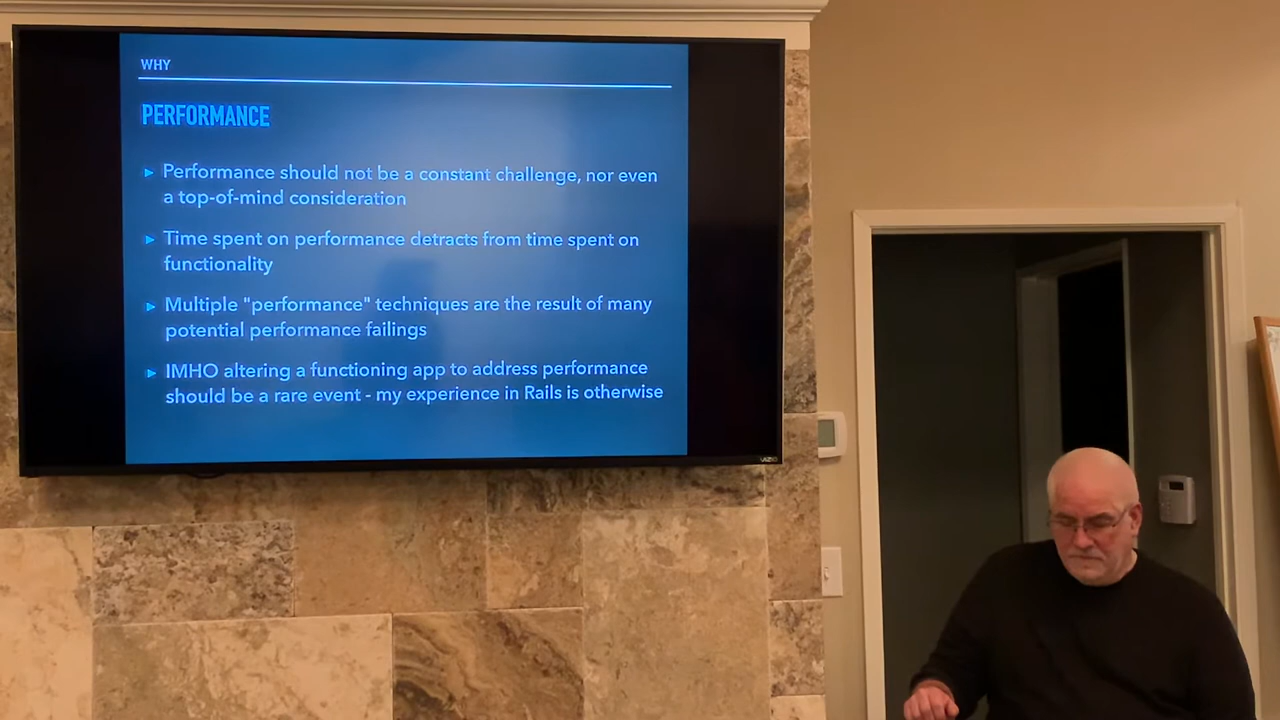 WHY
PERFORMANCE
Performance should not be a constant challenge, nor even
a top-of-mind consideration
Time spent on performance detracts from time spent on
functionality
Multiple "performance" techniques are the result of many
potential performance failings
IMHO altering a functioning app to address performance
should be a rare event - my experience in Rails is otherwise
VIZIO